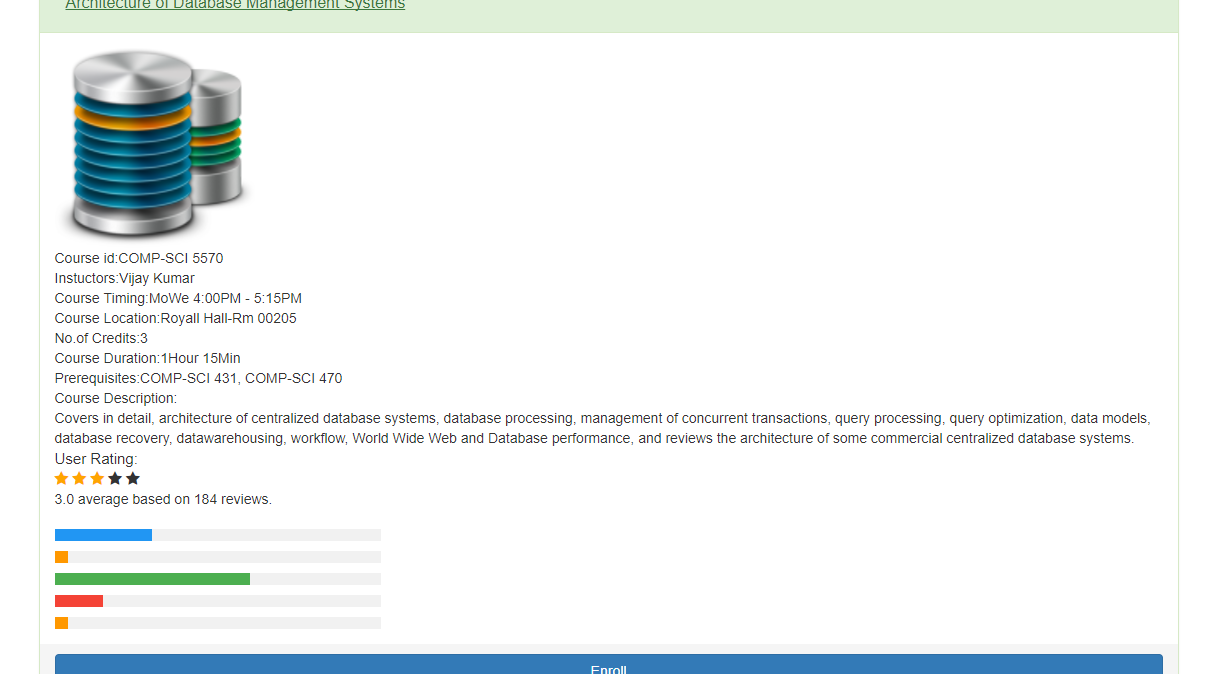 Architecture of Database Management Systems
Course id:COMP-SCI 5570
Instuctors:Vijay Kumar
Course Timing:MoWe 4:00PM - 5:15PM
Course Location:Royall Hall-Rm 00205
No.of Credits:3
Course Duration:1Hour 15Min
Prerequisites:COMP-SCI 431, COMP-SCI 470
Course Description:
Covers in detail, architecture of centralized database systems, database processing, management of concurrent transactions, query processing, query optimization, data models,
database recovery, datawarehousing, workflow, World Wide Web and Database performance, and reviews the architecture of some commercial centralized database systems.
User Rating:
3.0 average based on 184 reviews.
Enroll